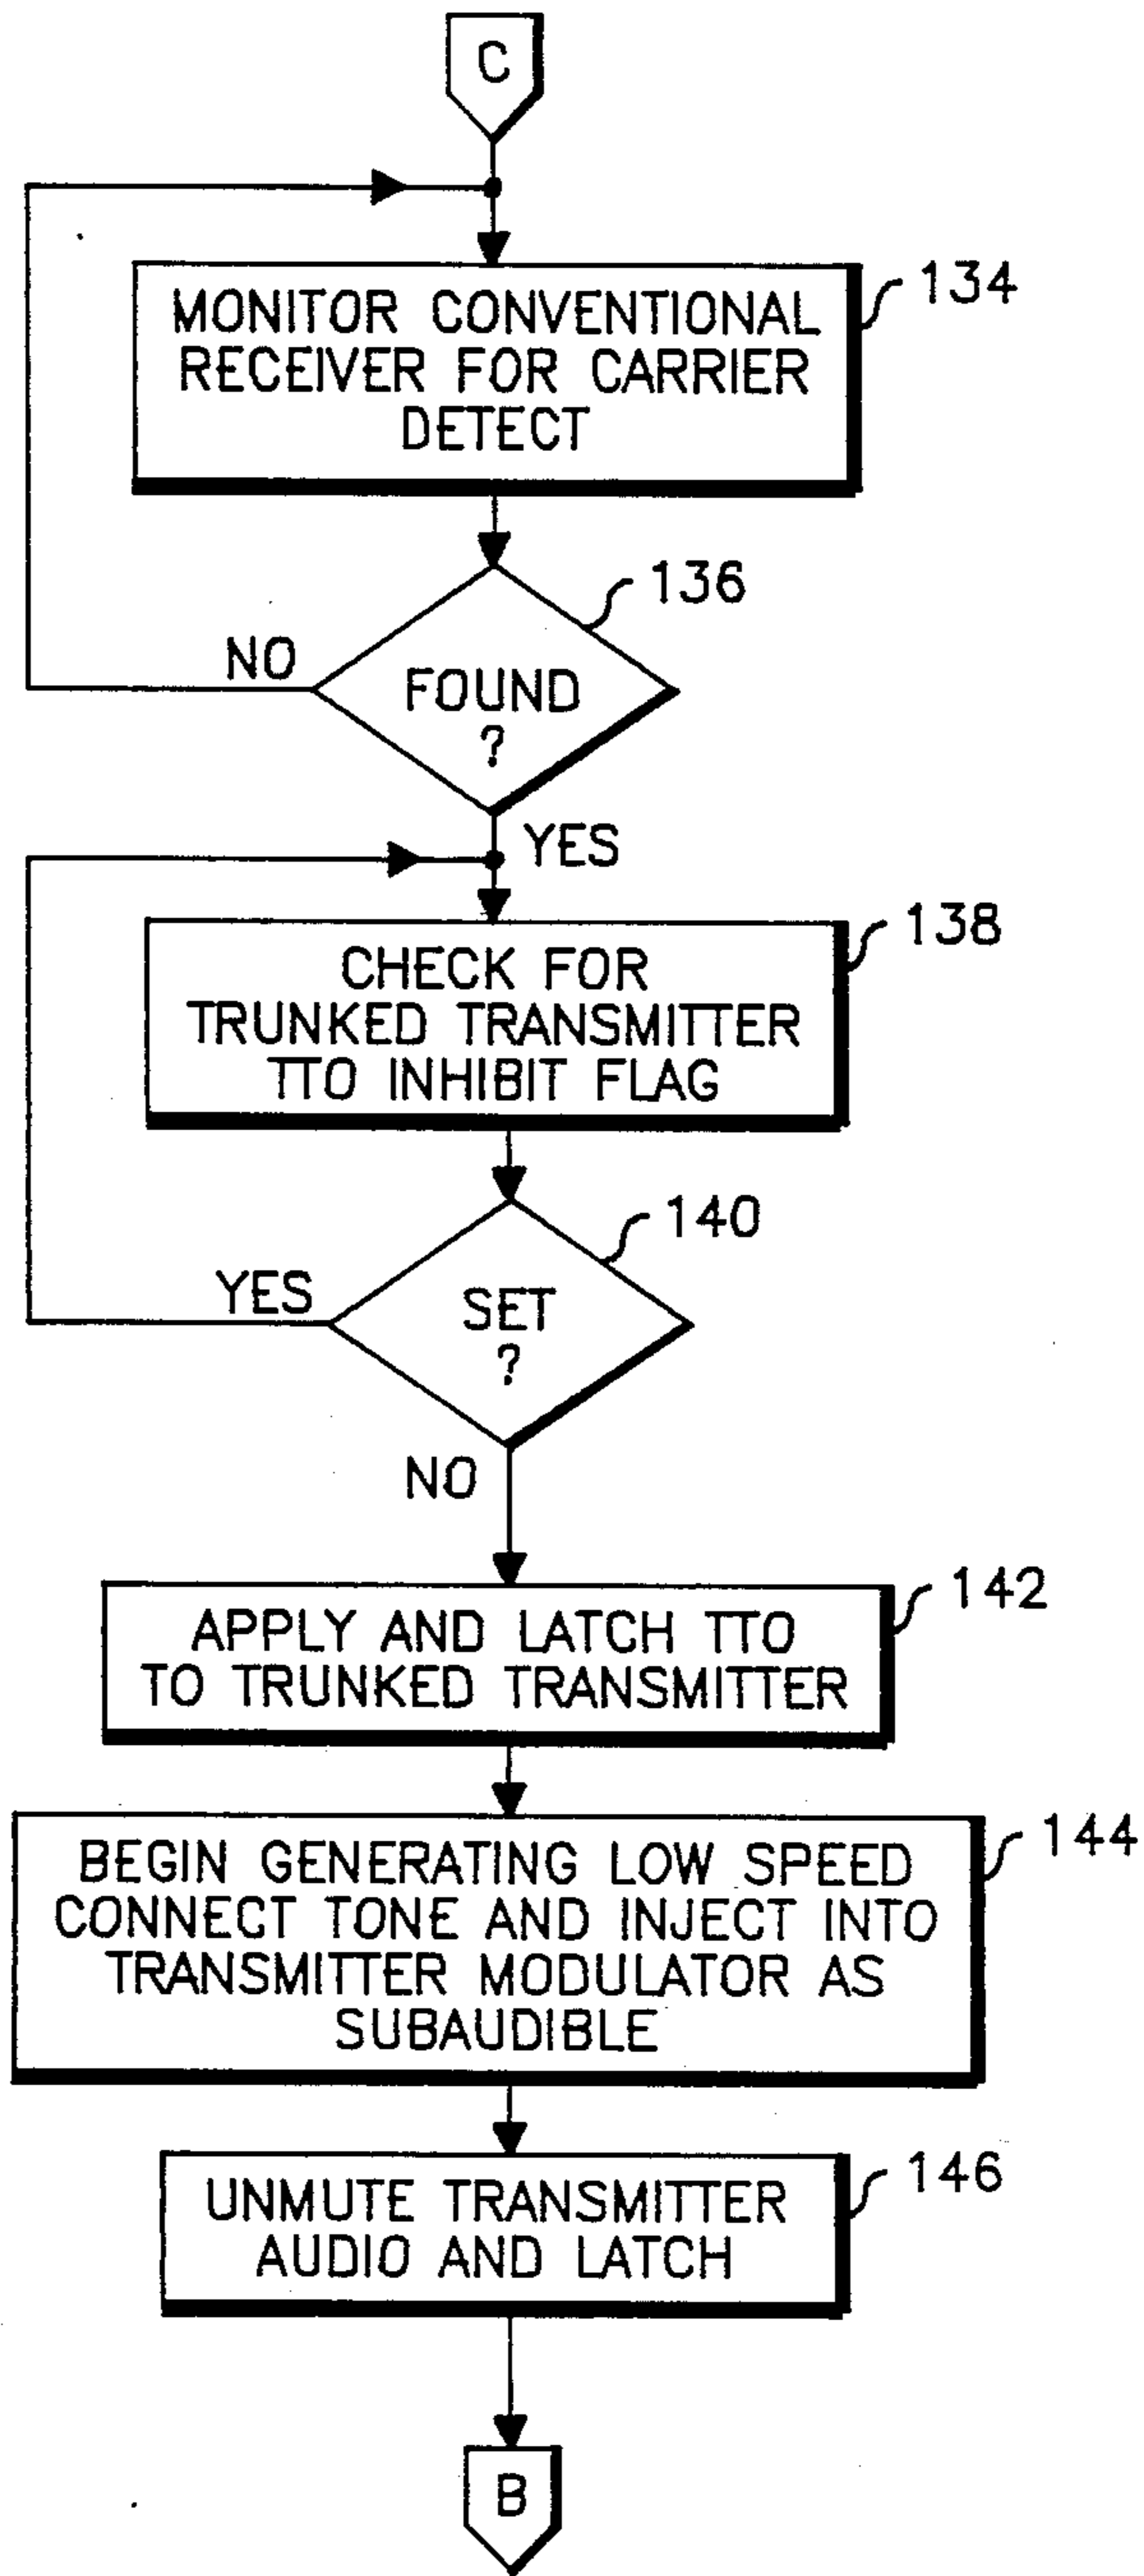 C
134
MONITOR CONVENTIONAL
RECEIVER FOR CARRIER
DETECT
136
NO
FOUND
?
YES
138
CHECK FOR
TRUNKED TRANSMITTER
TTO INHIBIT FLAG
140
YES
SET
?
NO
142
APPLY AND LATCH TTO
TO TRUNKED TRANSMITTER
144
BEGIN GENERATING LOW SPEED
CONNECT TONE AND INJECT INTO
TRANSMITTER MODULATOR AS
SUBAUDIBLE
146
UNMUTE TRANSMITTER
AUDIO AND LATCH
B